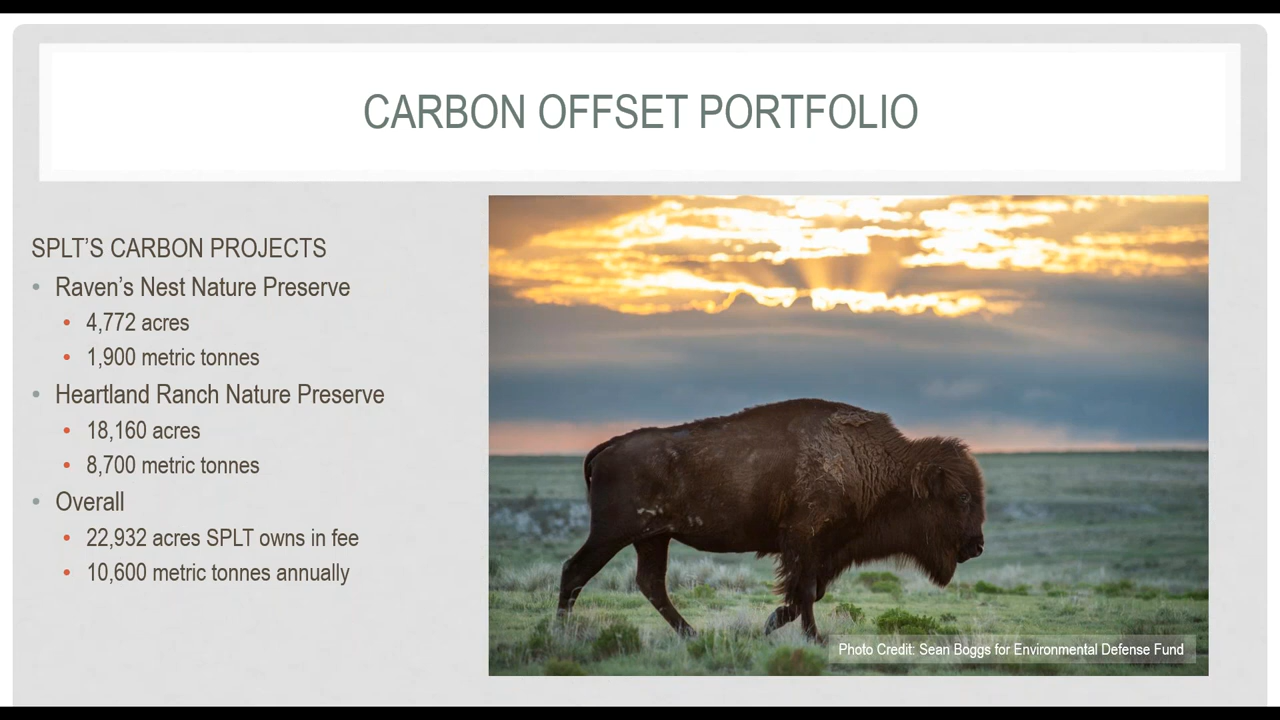 CARBON OFFSET PORTFOLIO
SPLT’S CARBON PROJECTS
• Raven’s Nest Nature Preserve
• 4,772 acres
• 1,900 metric tonnes
• Heartland Ranch Nature Preserve
• 18,160 acres
• 8,700 metric tonnes
• Overall
• 22,932 acres SPLT owns in fee
• 10,600 metric tonnes annually
Photo Credit: Sean Boggs for Environmental Defense Fund